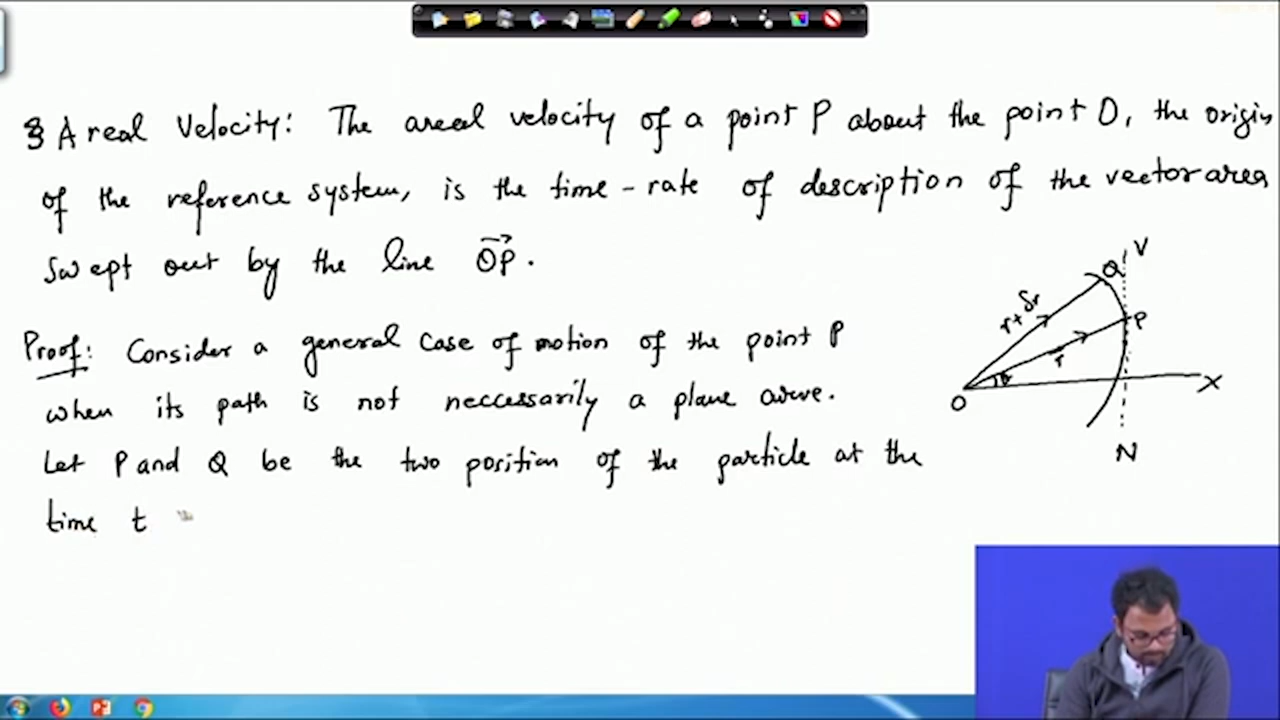 § Areal Velocity: The areal velocity of a point P about the point O, the origin
of the reference system, is the time-rate of description of the vector area
swept out by the line OP.
Proof: Consider a general case of motion of the point P
when its path is not neccessarily a plane curve.
Let P and Q be the two position of the particle at the
time t
V
Q
r+δr
P
r
θ
O
X
N